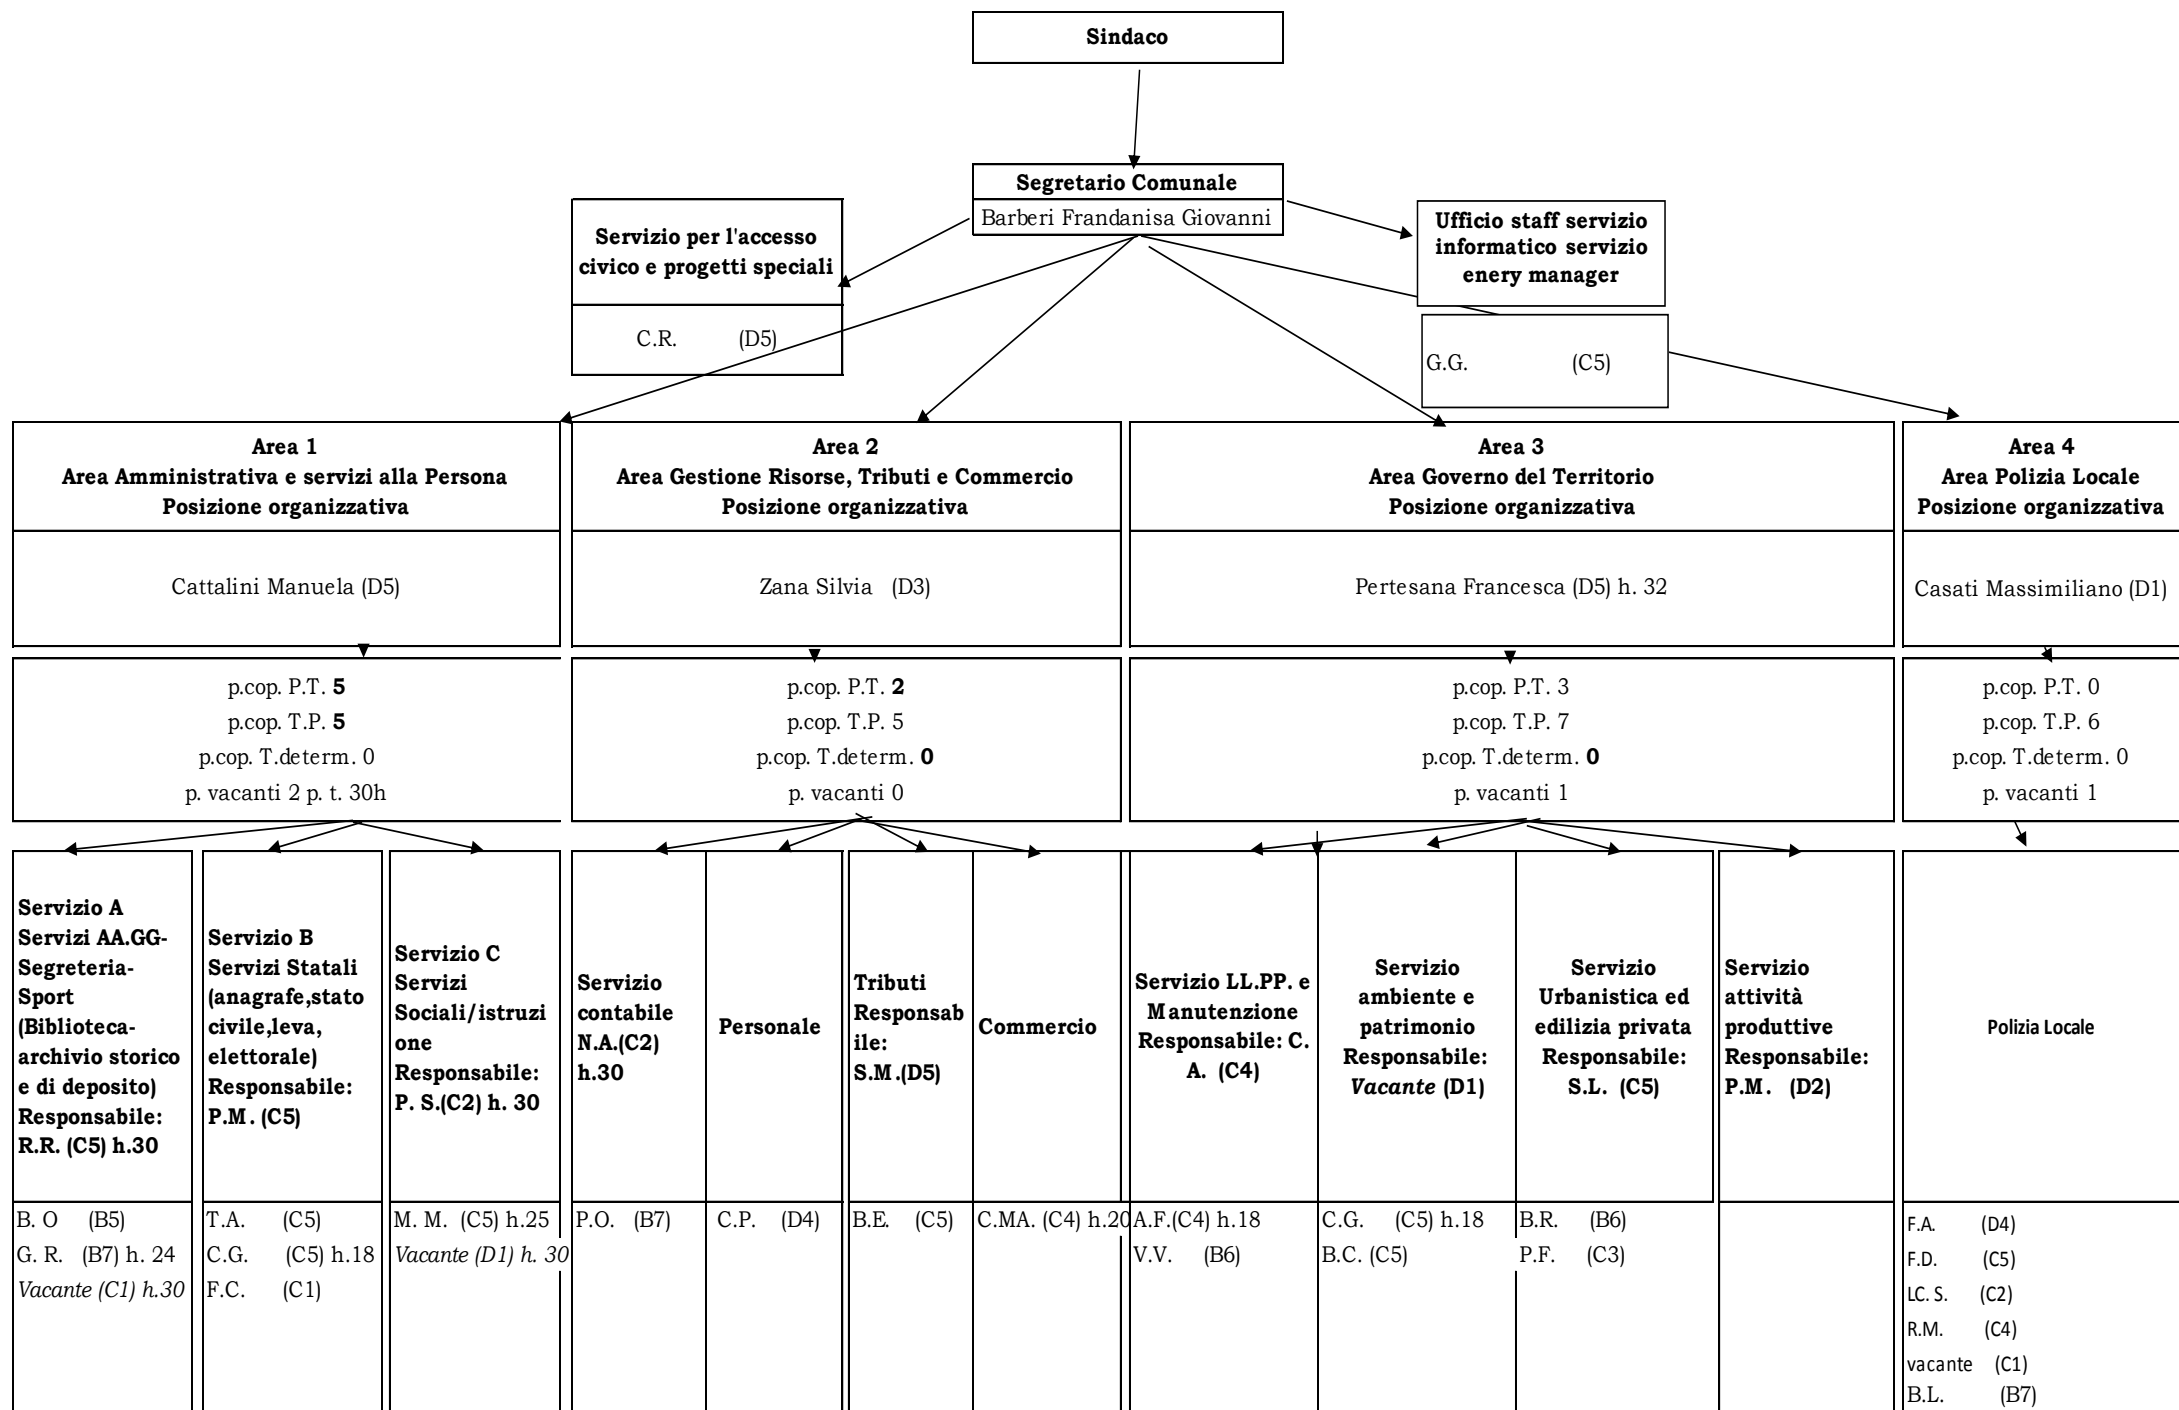 Sindaco
Segretario Comunale
Barberi Frandanisa Giovanni
Servizio per l'accesso
civico e progetti speciali
C.R. (D5)
Ufficio staff servizio
informatico servizio
enery manager
G.G. (C5)
Area 1
Area Amministrativa e servizi alla Persona
Posizione organizzativa
Cattalini Manuela (D5)
p.cop. P.T. 5
p.cop. T.P. 5
p.cop. T.determ. 0
p. vacanti 2 p. t. 30h
Area 2
Area Gestione Risorse, Tributi e Commercio
Posizione organizzativa
Zana Silvia (D3)
p.cop. P.T. 2
p.cop. T.P. 5
p.cop. T.determ. 0
p. vacanti 0
Area 3
Area Governo del Territorio
Posizione organizzativa
Pertesana Francesca (D5) h. 32
p.cop. P.T. 3
p.cop. T.P. 7
p.cop. T.determ. 0
p. vacanti 1
Area 4
Area Polizia Locale
Posizione organizzativa
Casati Massimiliano (D1)
p.cop. P.T. 0
p.cop. T.P. 6
p.cop. T.determ. 0
p. vacanti 1
Servizio A
Servizi AA.GG-
Segreteria-
Sport
(Biblioteca-
archivio storico
e di deposito)
Responsabile:
R.R. (C5) h.30
B. O (B5)
G. R. (B7) h. 24
Vacante (C1) h.30
Servizio B
Servizi Statali
(anagrafe,stato
civile,leva,
elettorale)
Responsabile:
P.M. (C5)
T.A. (C5)
C.G. (C5) h.18
F.C. (C1)
Servizio C
Servizi
Sociali/istruzi
one
Responsabile:
P. S.(C2) h. 30
M. M. (C5) h.25
Vacante (D1) h. 30
Servizio
contabile
N.A.(C2)
h.30
P.O. (B7)
Personale
C.P. (D4)
Tributi
Responsab
ile:
S.M.(D5)
B.E. (C5)
Commercio
C.MA. (C4) h.20
Servizio LL.PP. e
Manutenzione
Responsabile: C.
A. (C4)
A.F.(C4) h.18
V.V. (B6)
Servizio
ambiente e
patrimonio
Responsabile:
Vacante (D1)
C.G. (C5) h.18
B.C. (C5)
Servizio
Urbanistica ed
edilizia privata
Responsabile:
S.L. (C5)
B.R. (B6)
P.F. (C3)
Servizio
attività
produttive
Responsabile:
P.M. (D2)
Polizia Locale
F.A. (D4)
F.D. (C5)
LC. S. (C2)
R.M. (C4)
vacante (C1)
B.L. (B7)